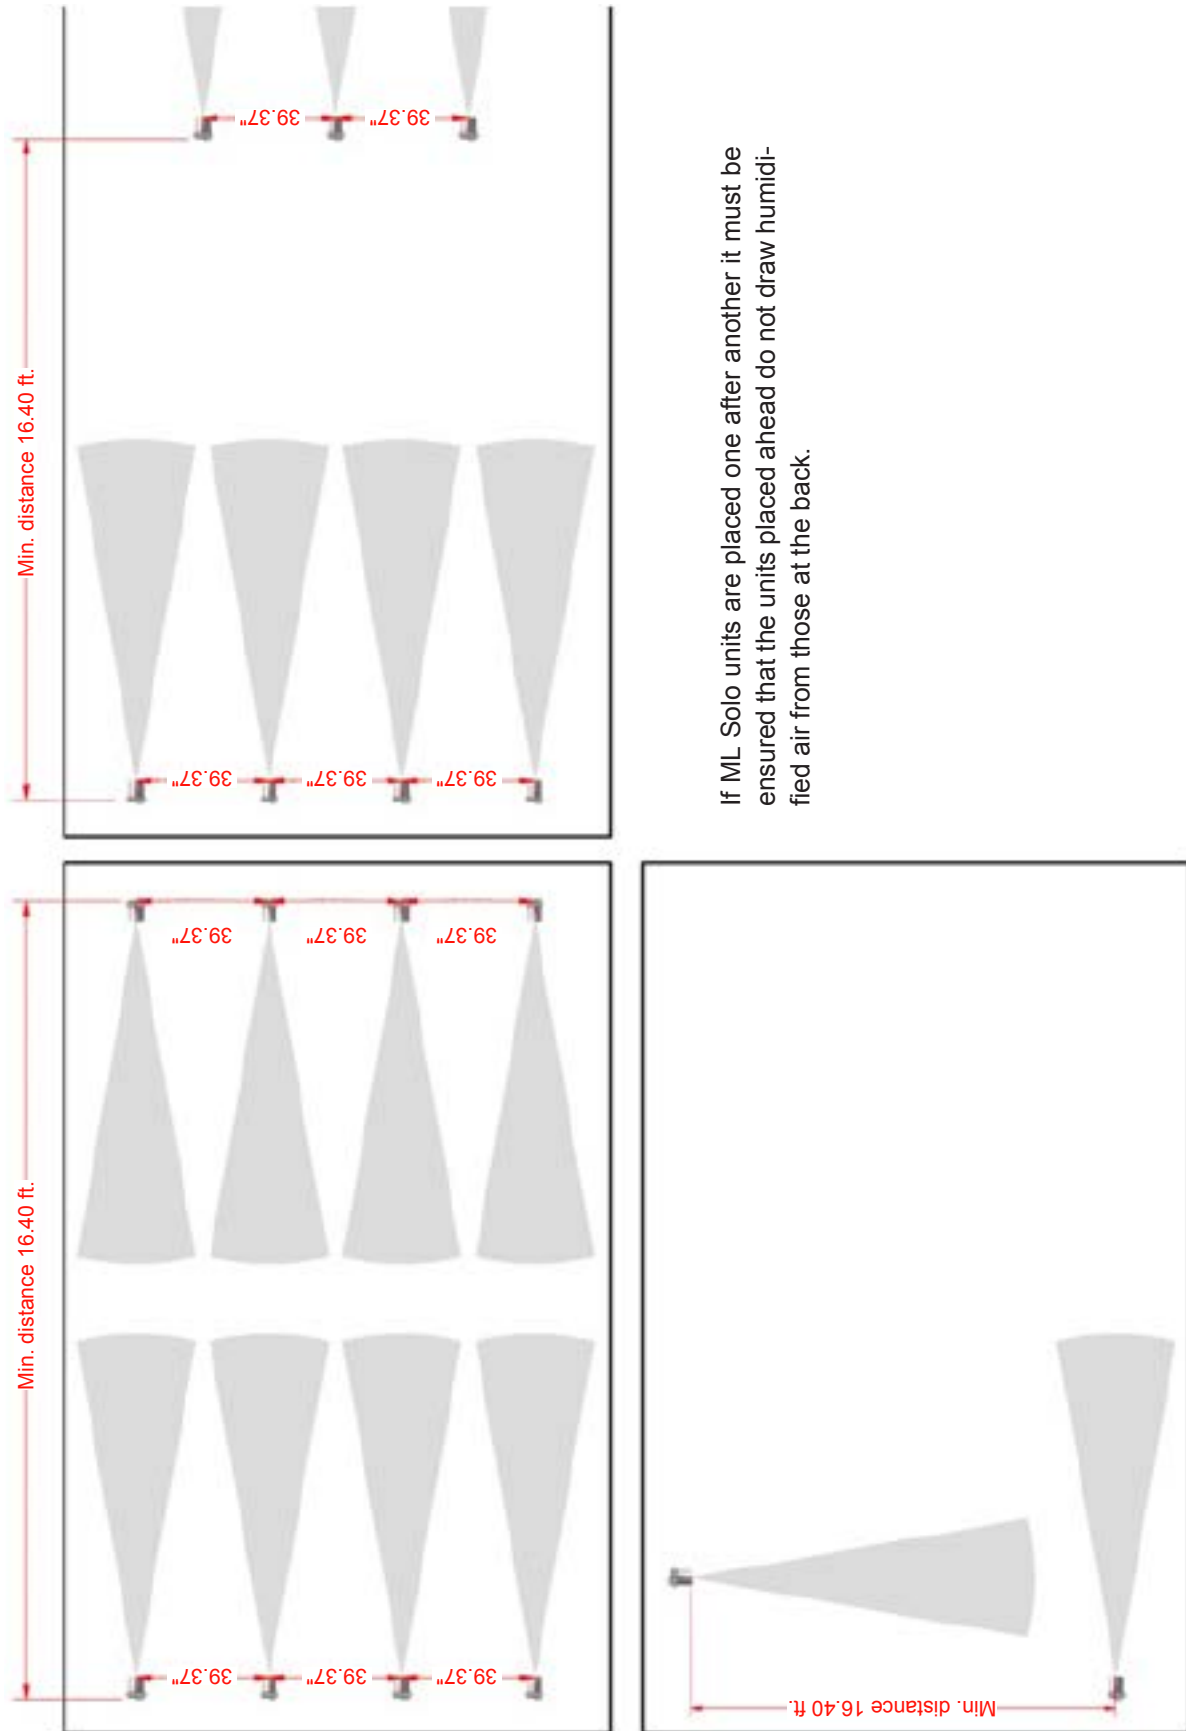 Min. distance 16.40 ft.
39.37"
39.37"
39.37"
39.37"
39.37"
39.37"
Min. distance 16.40 ft.
39.37"
39.37"
39.37"
39.37"
39.37"
Min. distance 16.40 ft.
If ML Solo units are placed one after another it must be
ensured that the units placed ahead do not draw humidi-
fied air from those at the back.